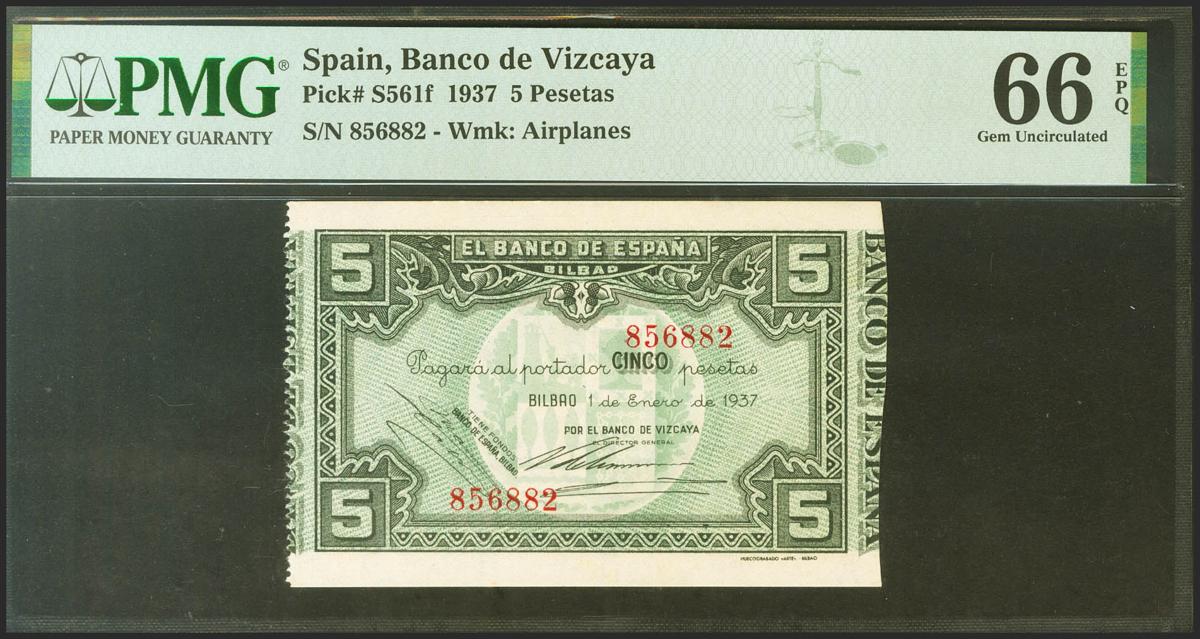 PMG®
PAPER MONEY GUARANTY
Spain, Banco de Vizcaya
Pick# S561f 1937 5 Pesetas
S/N 856882 - Wmk: Airplanes
66
EPQ
Gem Uncirculated
5
EL BANCO DE ESPAÑA
BILBAO
5
856882
Pagará al portador CINCO pesetas
BILBAO 1 de Enero de 1937
POR EL BANCO DE VIZCAYA
EL DIRECTOR GENERAL
TIENE FONDOS
BANCO DE ESPAÑA, BILBAO
856882
5
5
BANCO DE ESPAÑA
HUECOGRABADO «ARTE» - BILBAO